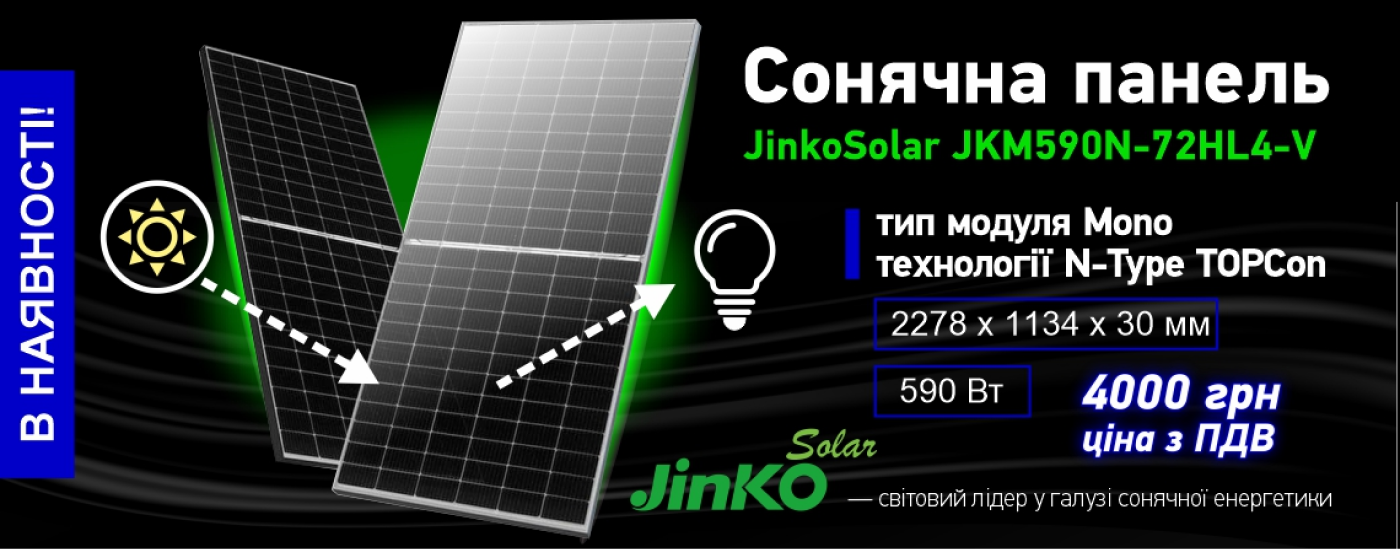 В НАЯВНОСТІ!
Сонячна панель
JinkoSolar JKM590N-72HL4-V
тип модуля Mono
технології N-Type TOPCon
2278 x 1134 x 30 мм
590 Вт
4000 грн
ціна з ПДВ
Solar
JinKO
— світовий лідер у галузі сонячної енергетики